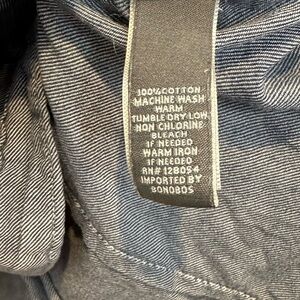 100% COTTON
MACHINE WASH
WARM
TUMBLE DRY LOW
NON CHLORINE
BLEACH
IF NEEDED
WARM IRON
IF NEEDED
RN# 128054
IMPORTED BY
BONOBOS